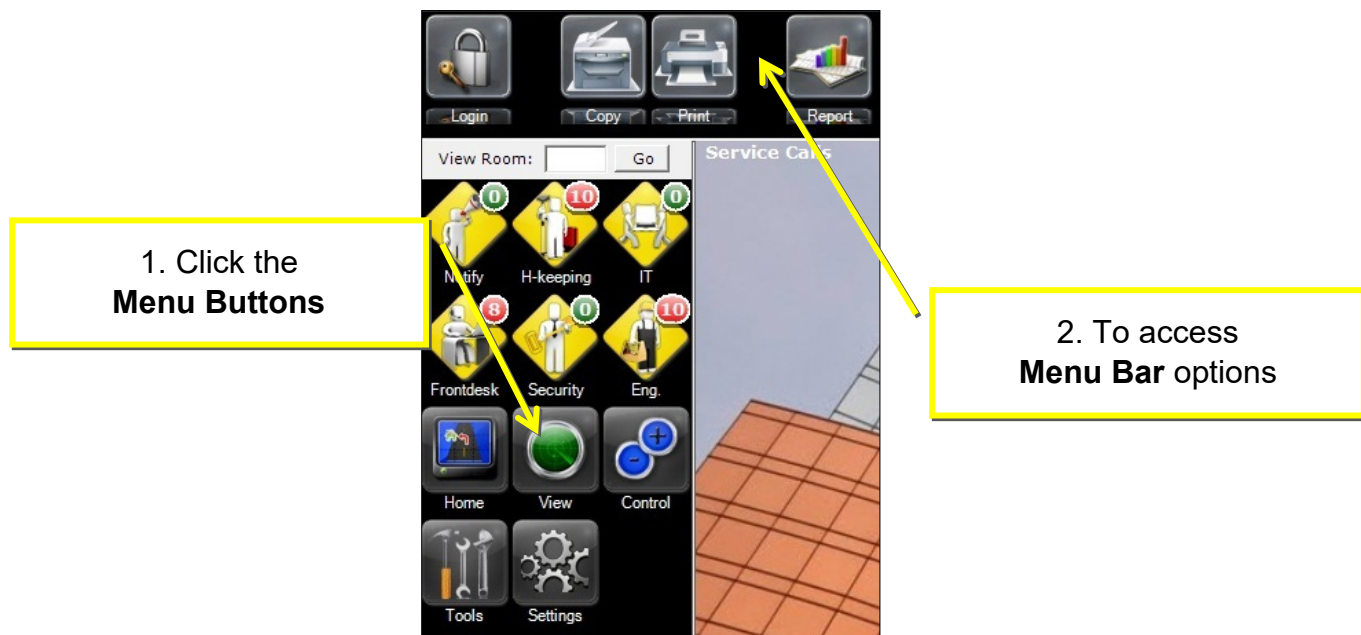 Login Copy Print Report
View Room: Go
Service Calls
0 10 0
1. Click the
Menu Buttons
Notify H-keeping IT
8 0 10
2. To access
Menu Bar options
Frontdesk Security Eng.
Home View Control
Tools Settings